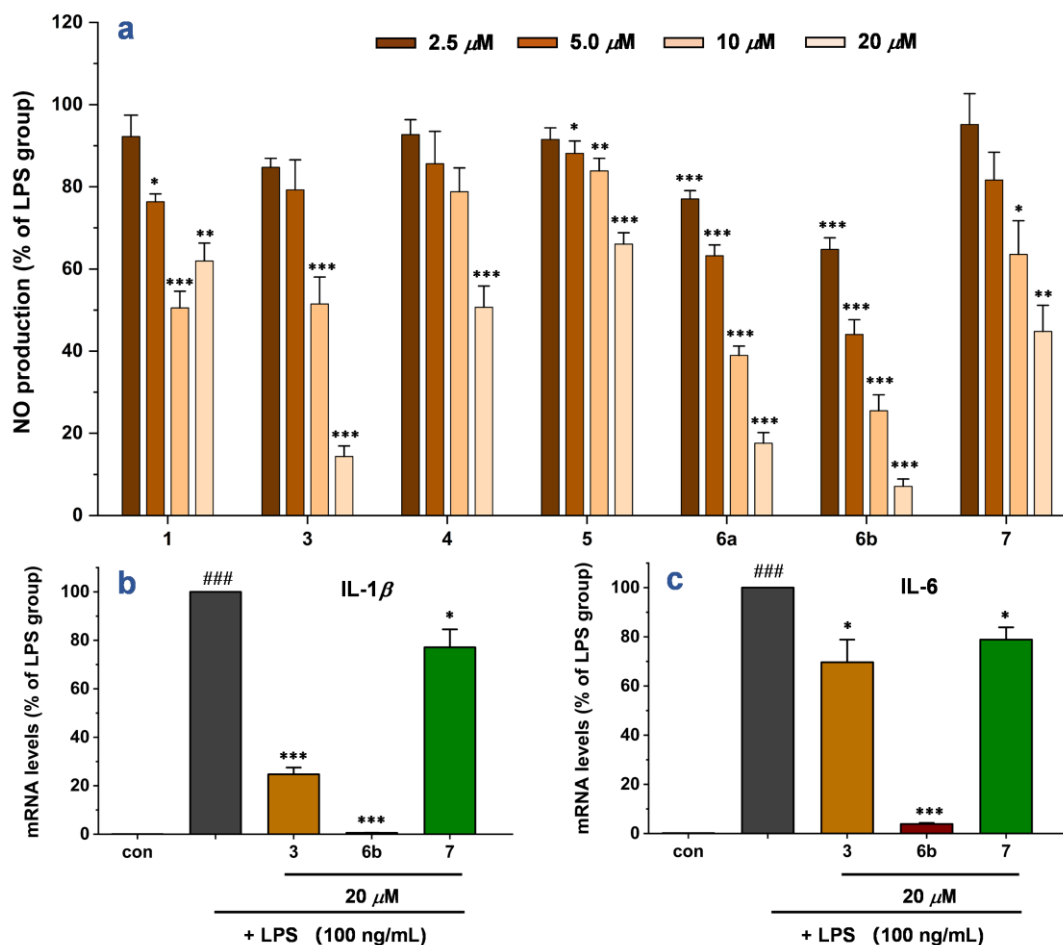 a
2.5 μM 5.0 μM 10 μM 20 μM
NO production (% of LPS group)
120
100
80
60
40
20
0
* *** ** *** *** * ** *** *** *** *** *** *** *** *** *** * **
1 3 4 5 6a 6b 7
b
IL-1β
mRNA levels (% of LPS group)
100
80
60
40
20
0
### *** *** *
con - 3 6b 7
20 μM
+ LPS (100 ng/mL)
c
IL-6
mRNA levels (% of LPS group)
100
80
60
40
20
0
### * *** *
con - 3 6b 7
20 μM
+ LPS (100 ng/mL)